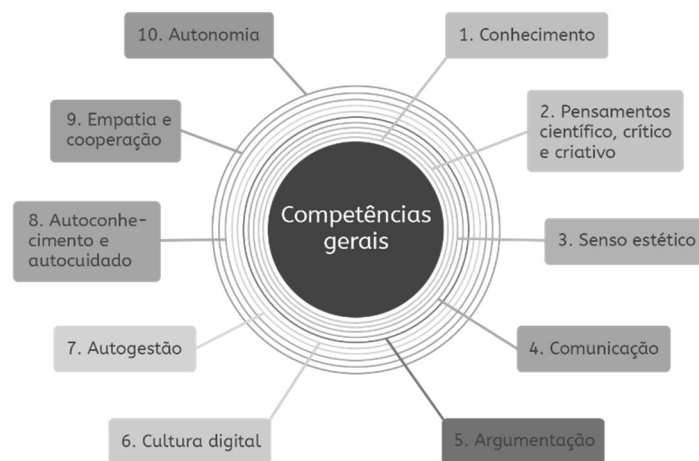 Competências
gerais
1. Conhecimento
2. Pensamentos
científico, crítico
e criativo
3. Senso estético
4. Comunicação
5. Argumentação
6. Cultura digital
7. Autogestão
8. Autoconhe-
cimento e
autocuidado
9. Empatia e
cooperação
10. Autonomia